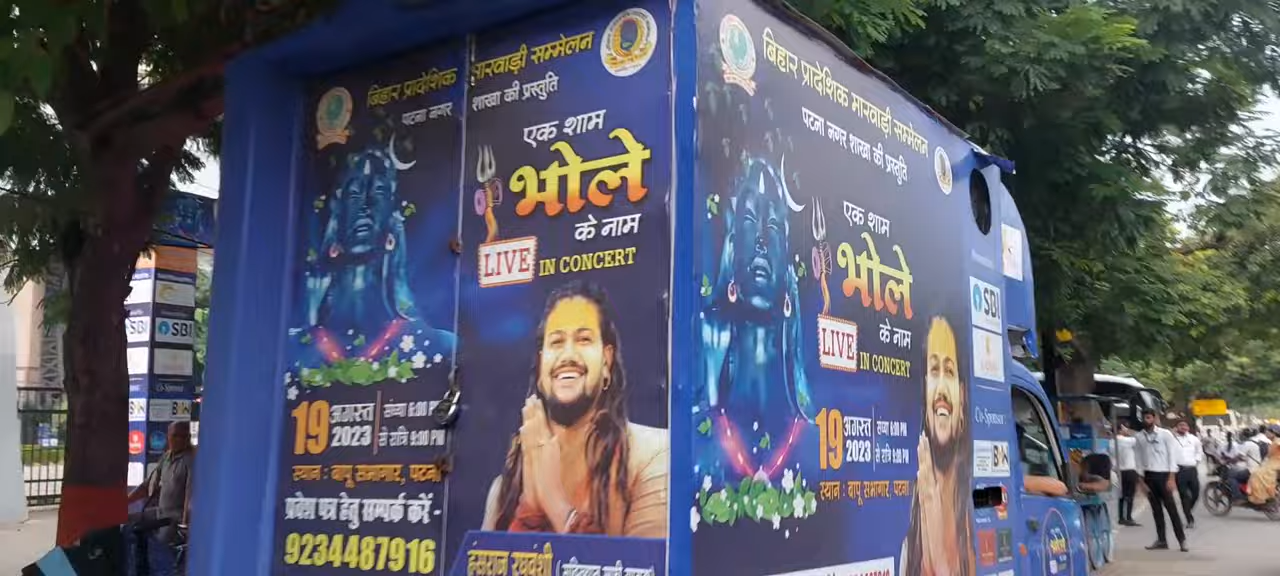 बिहार प्रादेशिक मारवाड़ी सम्मेलन
पटना नगर शाखा की प्रस्तुति
एक शाम
भोले
के नाम
LIVE IN CONCERT
19 अगस्त 2023
संध्या 6:00 PM
से रात्रि 9:00 PM
स्थान : बापू सभागार, पटना
प्रवेश पत्र हेतु सम्पर्क करें -
9234487916
हंसराज रघुवंशी
बिहार प्रादेशिक मारवाड़ी सम्मेलन
पटना नगर शाखा की प्रस्तुति
एक शाम
भोले
के नाम
LIVE IN CONCERT
19 अगस्त 2023
संध्या 6:00 PM
से रात्रि 9:00 PM
स्थान : बापू सभागार, पटना
SBI
Co-Sponsor
SBI
SBI
Co-Sponsor